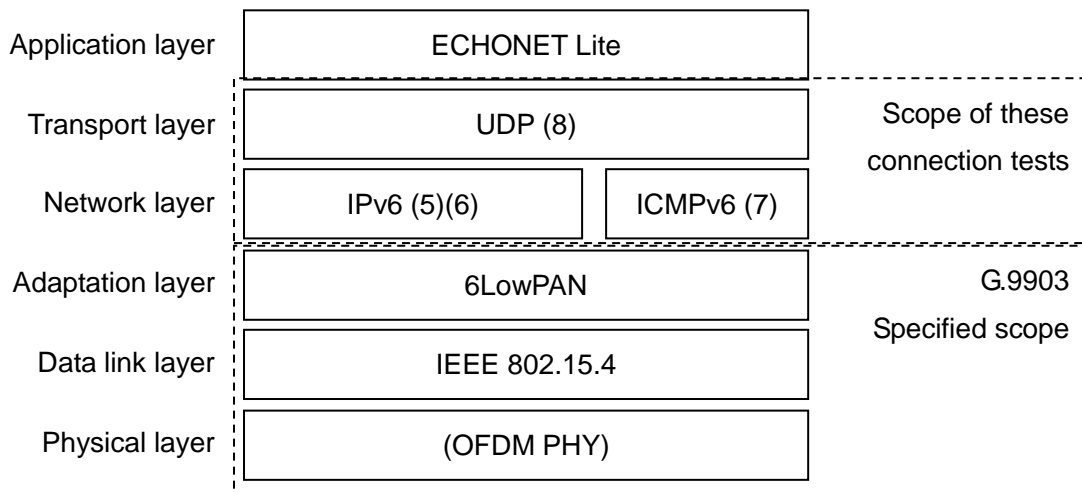 Application layer
ECHONET Lite
Transport layer
UDP (8)
Scope of these
connection tests
Network layer
IPv6 (5)(6)
ICMPv6 (7)
Adaptation layer
6LowPAN
G.9903
Specified scope
Data link layer
IEEE 802.15.4
Physical layer
(OFDM PHY)